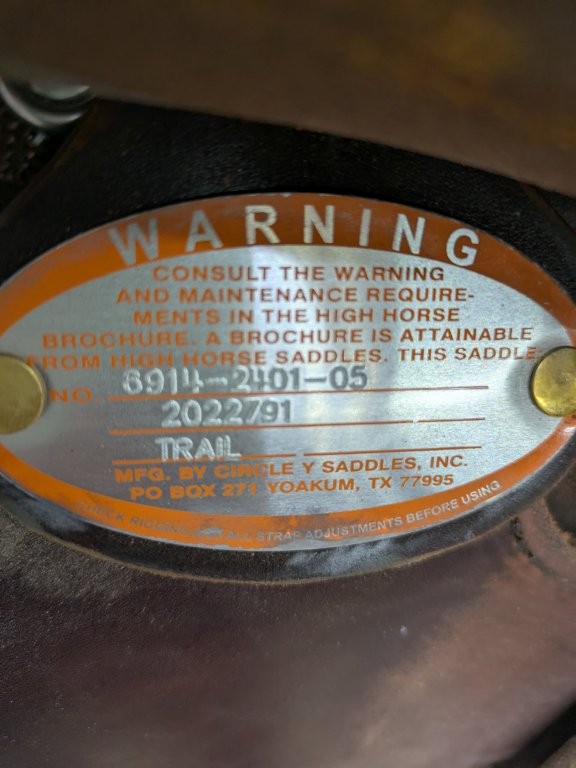 WARNING
CONSULT THE WARNING
AND MAINTENANCE REQUIRE-
MENTS IN THE HIGH HORSE
BROCHURE. A BROCHURE IS ATTAINABLE
FROM HIGH HORSE SADDLES. THIS SADDLE
NO 6914-2401-05
2022791
TRAIL
MFG. BY CIRCLE Y SADDLES, INC.
PO BOX 271 YOAKUM, TX 77995
ALL STRAP ADJUSTMENTS BEFORE USING